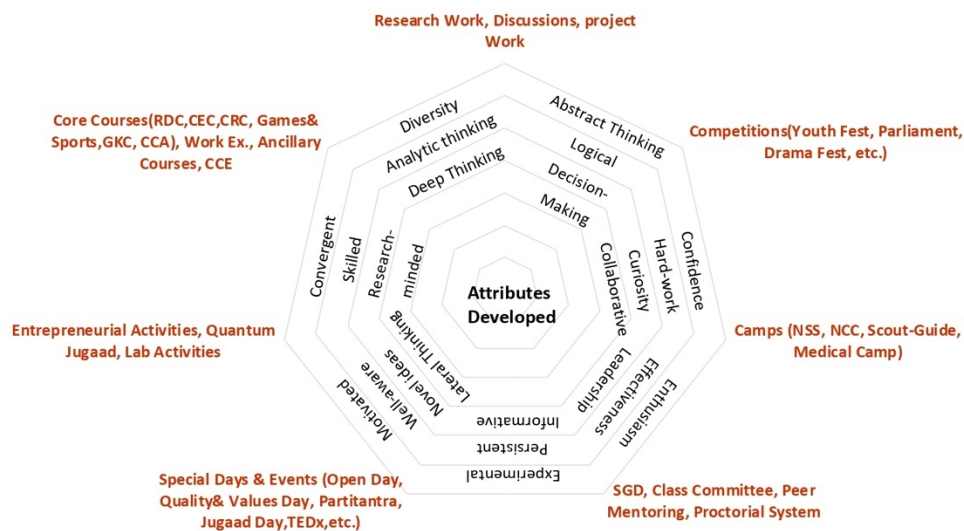 Research Work, Discussions, project
Work
Core Courses(RDC,CEC,CRC, Games&
Sports,GKC, CCA), Work Ex., Ancillary
Courses, CCE
Competitions(Youth Fest, Parliament,
Drama Fest, etc.)
Diversity
Abstract Thinking
Analytic thinking
Logical
Deep Thinking
Decision-
Making
Convergent
Skilled
Research-
minded
Collaborative
Curiosity
Hard-work
Confidence
Attributes
Developed
Entrepreneurial Activities, Quantum
Jugaad, Lab Activities
Camps (NSS, NCC, Scout-Guide,
Medical Camp)
Lateral Thinking
Novel ideas
Well-aware
Motivated
Leadership
Effectiveness
Enthusiasm
Informative
Persistent
Experimental
Special Days & Events (Open Day,
Quality& Values Day, Partitantra,
Jugaad Day,TEDx,etc.)
SGD, Class Committee, Peer
Mentoring, Proctorial System